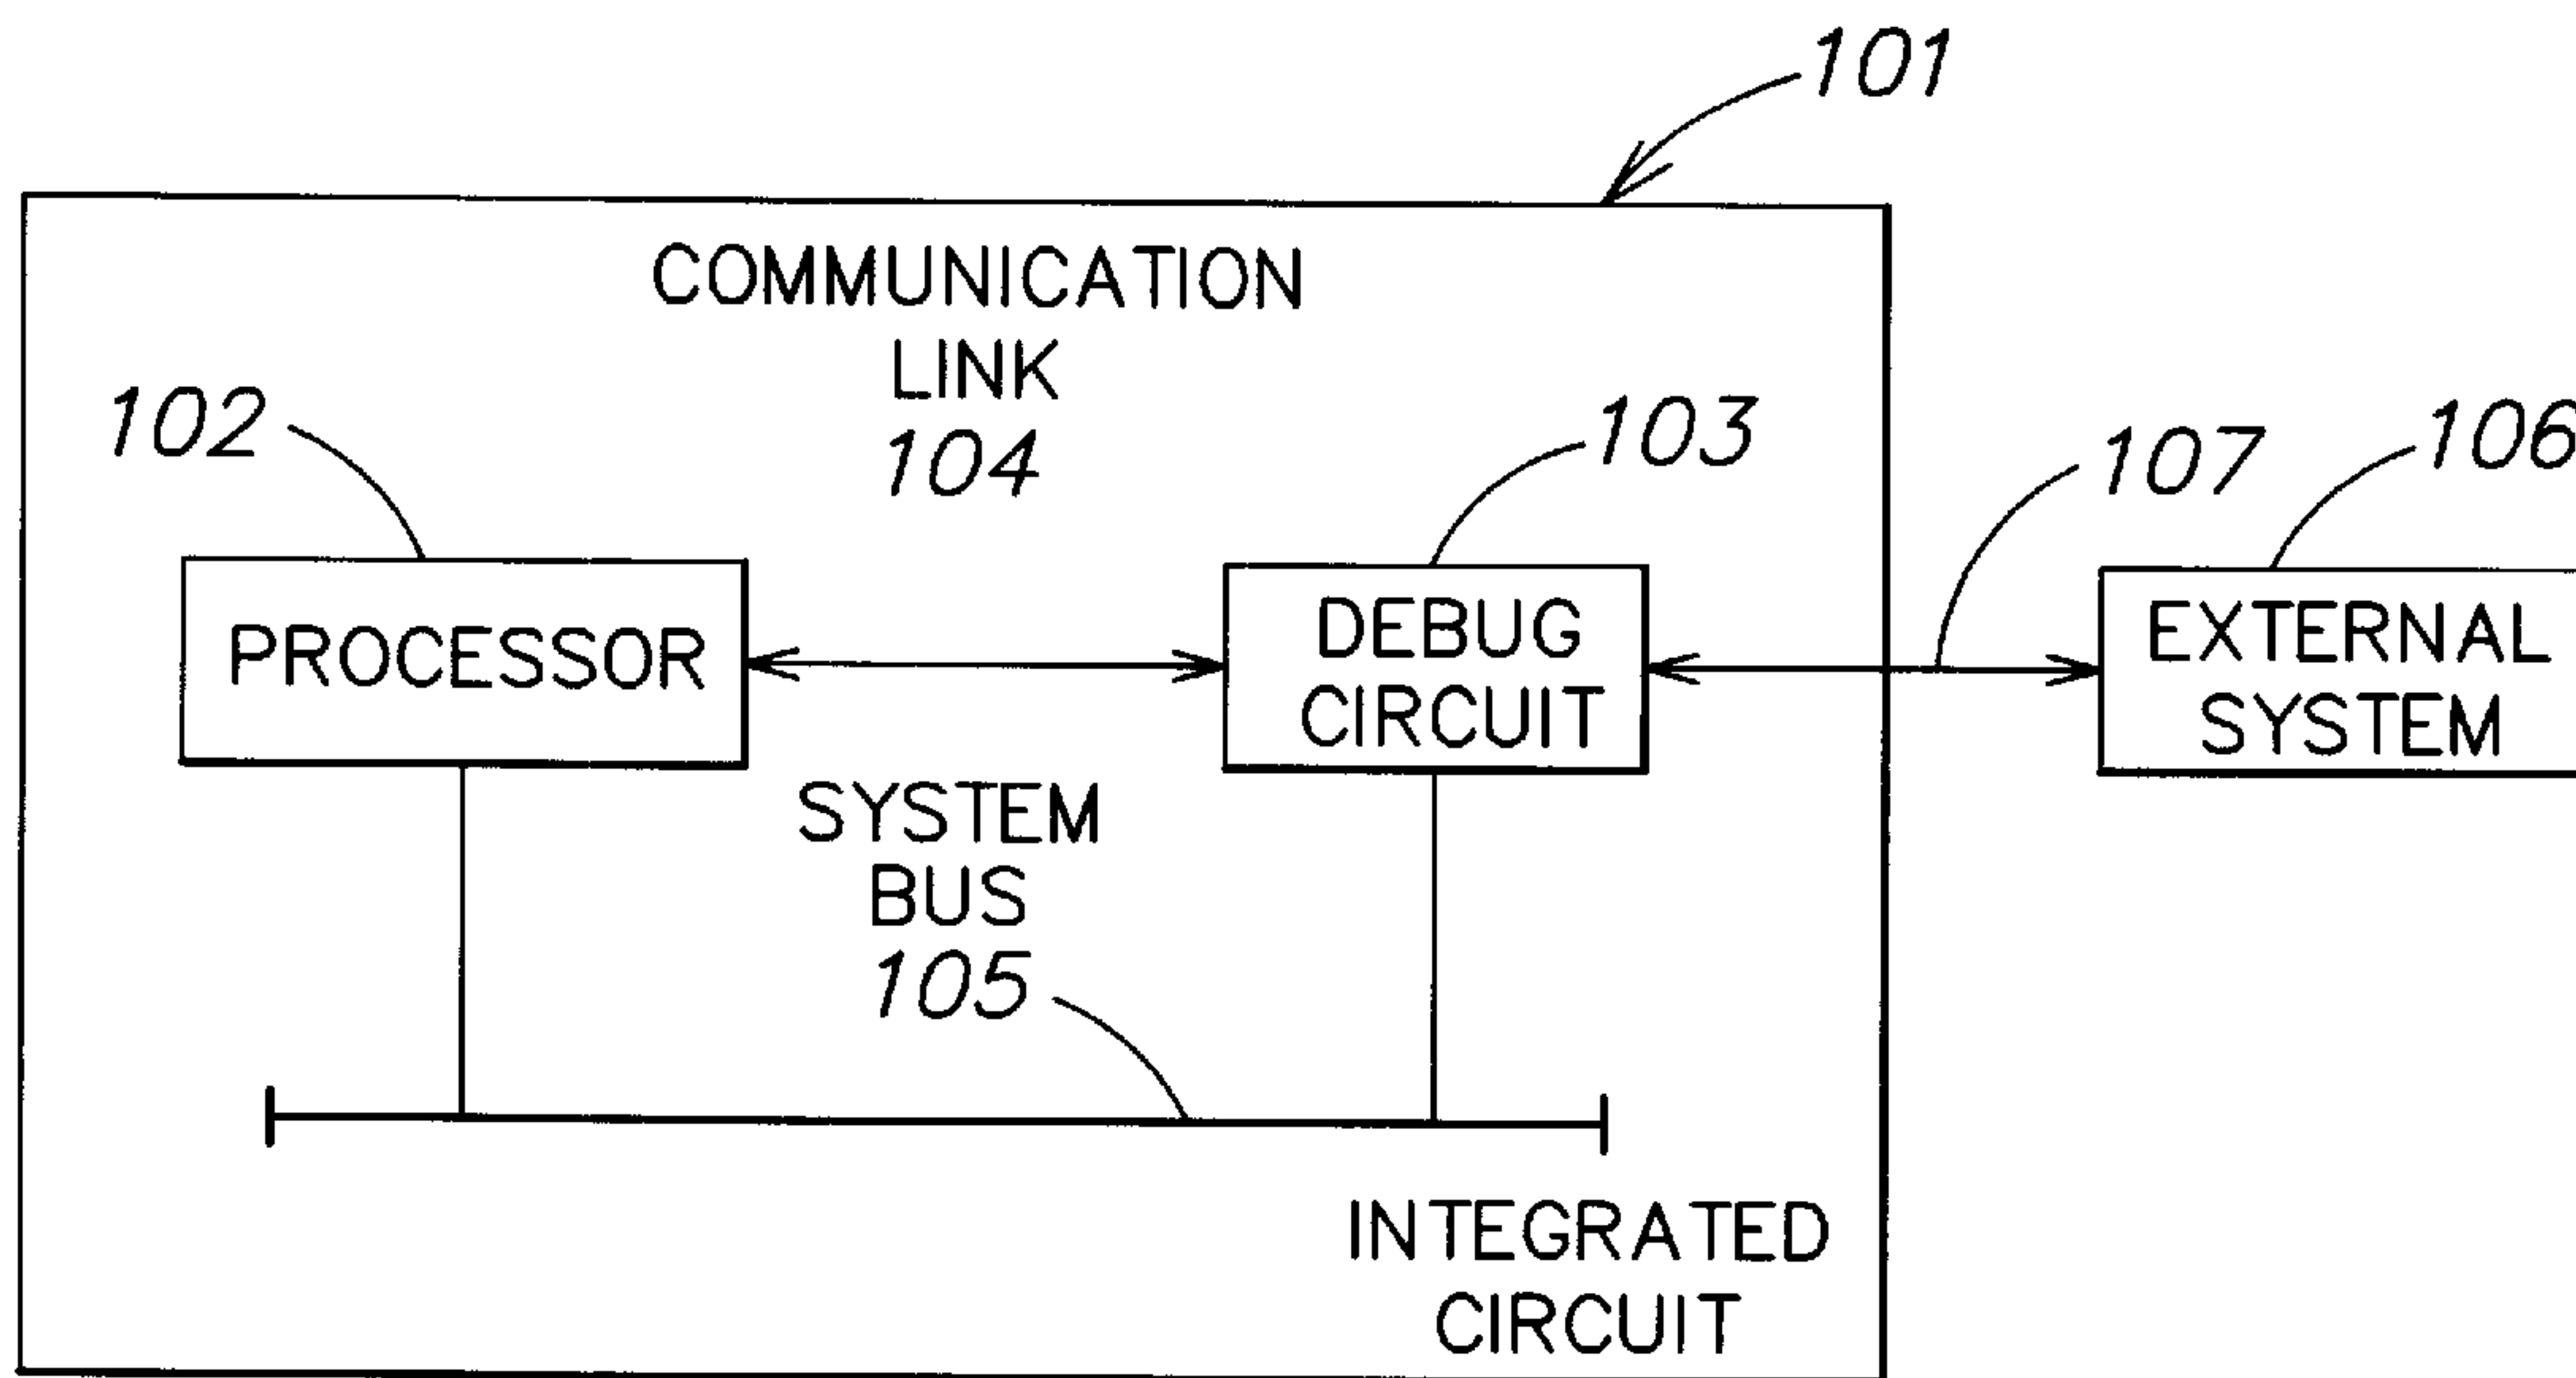 101
COMMUNICATION
LINK
104
102
103
107
106
PROCESSOR
DEBUG
CIRCUIT
EXTERNAL
SYSTEM
SYSTEM
BUS
105
INTEGRATED
CIRCUIT